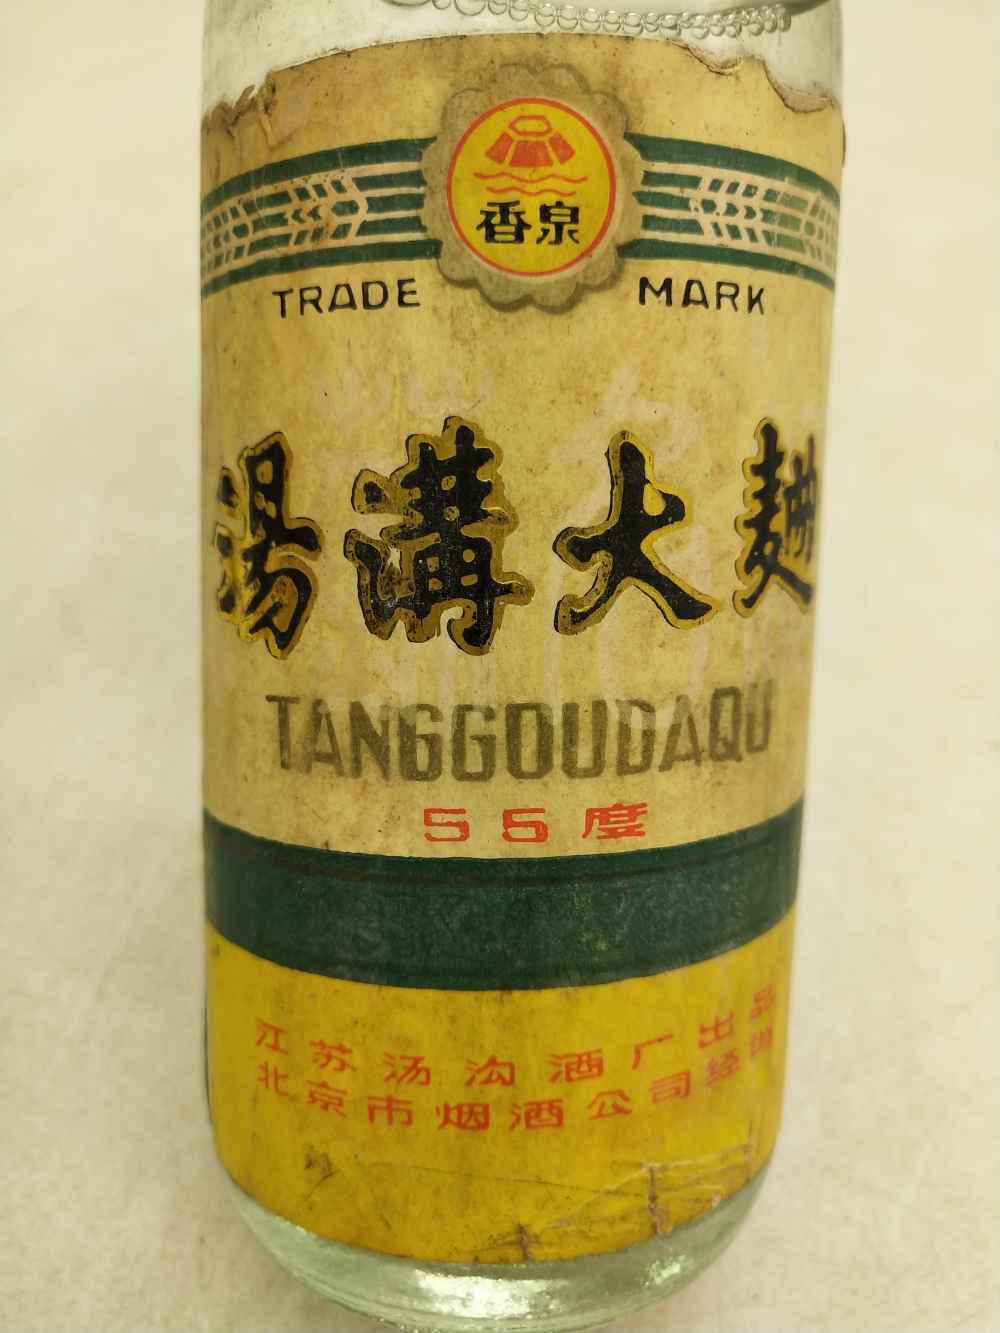 香泉
TRADE MARK
湯溝大麯
TANGGOUDAQU
55度
江苏汤沟酒厂出品
北京市烟酒公司经销